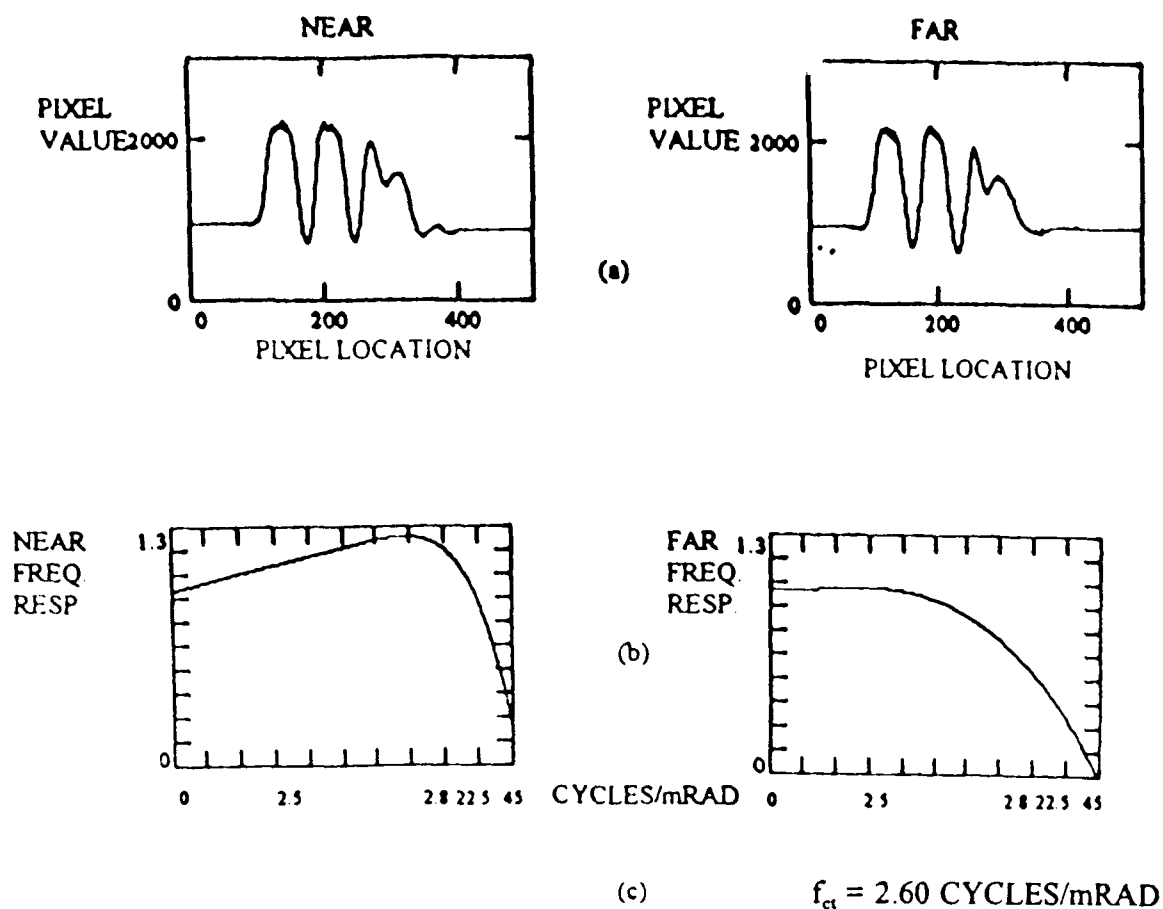 NEAR
FAR
PIXEL
VALUE 2000
0
0 200 400
PIXEL LOCATION
PIXEL
VALUE 2000
0
0 200 400
PIXEL LOCATION
(a)
NEAR
FREQ.
RESP
1.3
0
0 2.5 2.8 22.5 45
CYCLES/mRAD
FAR
FREQ.
RESP.
1.3
0
0 2.5 2.8 22.5 45
(b)
(c)
f_ct = 2.60 CYCLES/mRAD